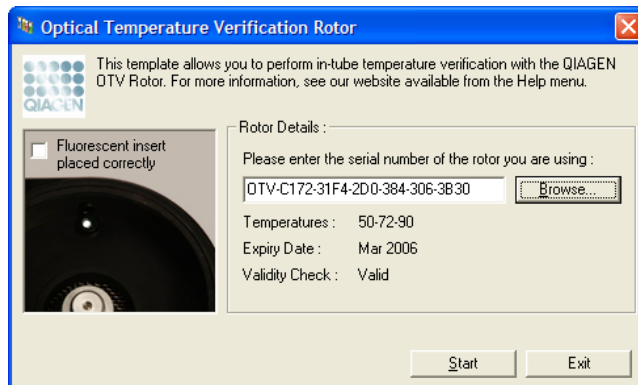 Optical Temperature Verification Rotor
This template allows you to perform in-tube temperature verification with the QIAGEN
OTV Rotor. For more information, see our website available from the Help menu.
QIAGEN
Fluorescent insert
placed correctly
Rotor Details :
Please enter the serial number of the rotor you are using :
OTV-C172-31F4-2D0-384-306-3B30
Browse...
Temperatures : 50-72-90
Expiry Date : Mar 2006
Validity Check : Valid
Start Exit